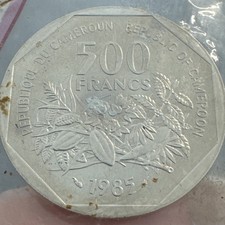 REPUBLIQUE DU CAMEROUN REPUBLIC OF CAMEROON
500
FRANCS
1985